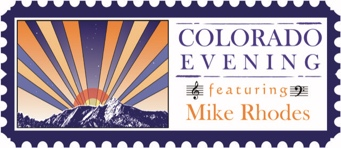 COLORADO
EVENING
featuring
Mike Rhodes